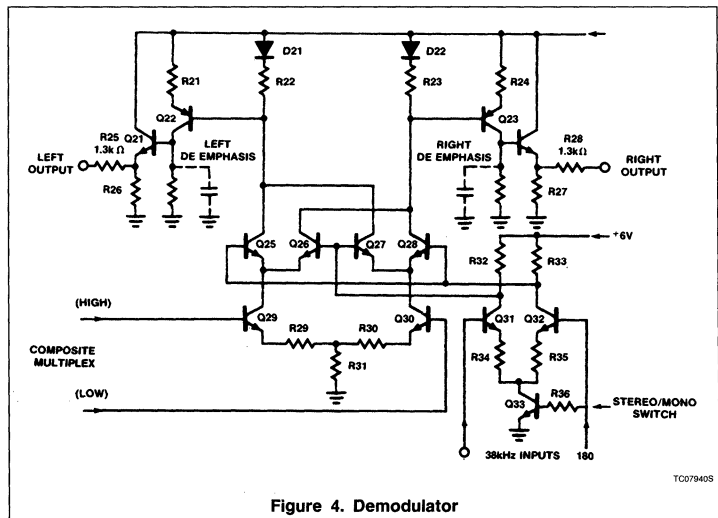 D21
D22
R21
R22
R23
R24
Q22
Q23
R25
1.3k Ω
Q21
LEFT
OUTPUT
R26
LEFT
DE EMPHASIS
RIGHT
DE EMPHASIS
R28
1.3k Ω
RIGHT
OUTPUT
R27
+6V
Q25
Q26
Q27
Q28
R32
R33
(HIGH)
Q29
Q30
Q31
Q32
R29
R30
R34
R35
COMPOSITE
MULTIPLEX
R31
(LOW)
Q33
R36
STEREO/MONO
SWITCH
38kHz INPUTS
180
TC07940S
Figure 4. Demodulator